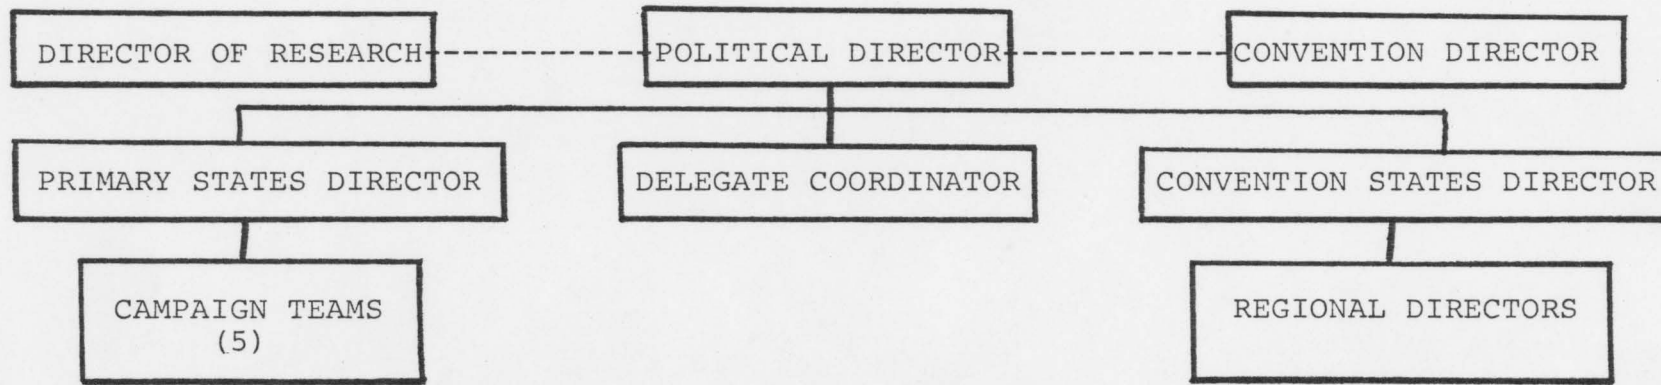 DIRECTOR OF RESEARCH
POLITICAL DIRECTOR
CONVENTION DIRECTOR
PRIMARY STATES DIRECTOR
DELEGATE COORDINATOR
CONVENTION STATES DIRECTOR
CAMPAIGN TEAMS
(5)
REGIONAL DIRECTORS